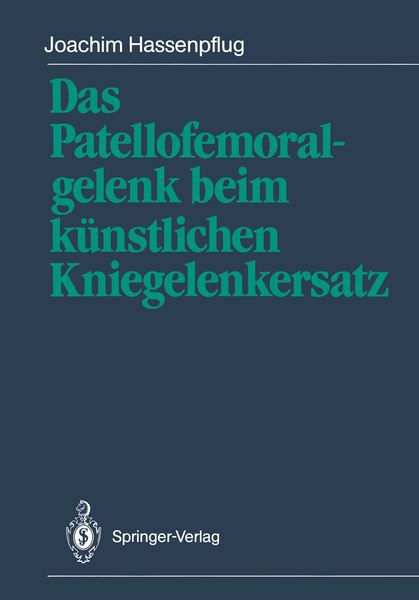 Joachim Hassenpflug
Das
Patellofemoral-
gelenk beim
künstlichen
Kniegelenkersatz
Springer-Verlag